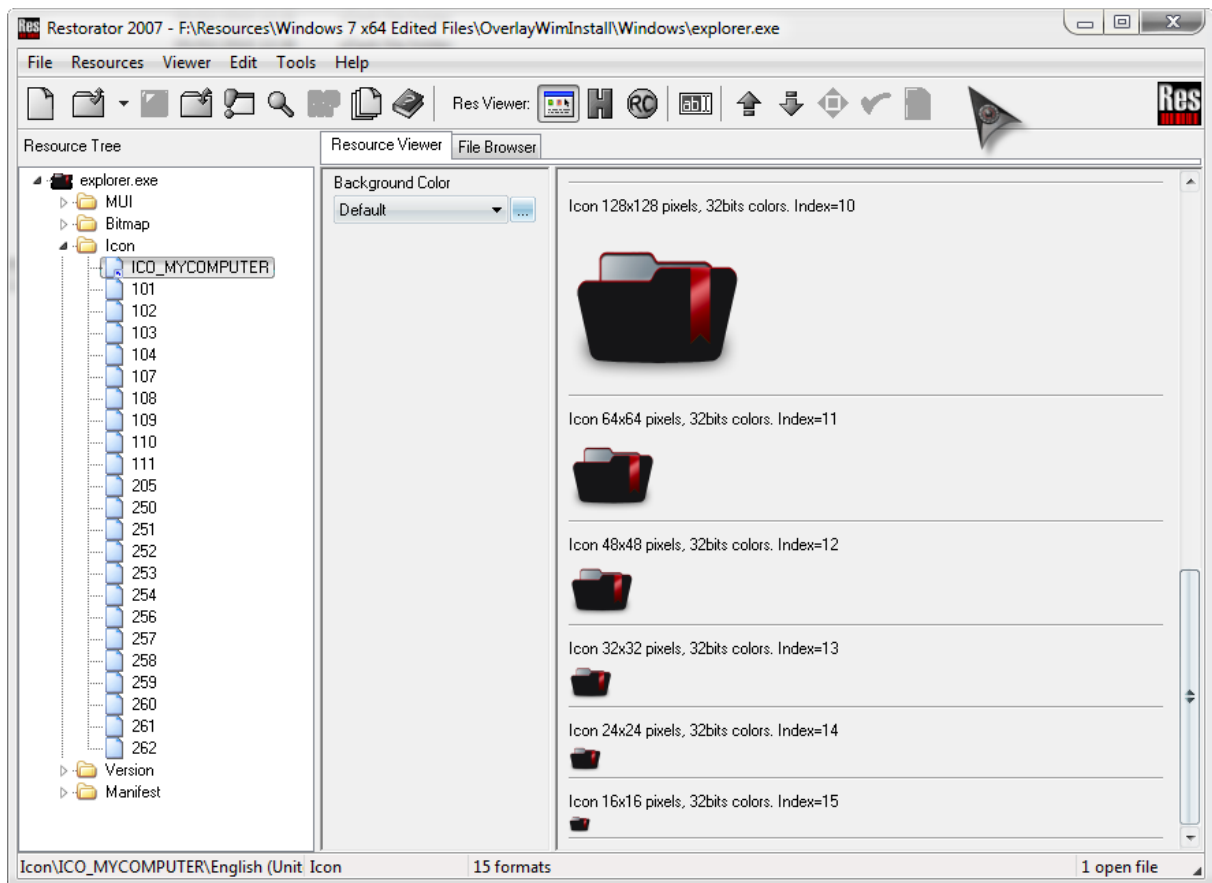 Restorator 2007 - F:\Resources\Windows 7 x64 Edited Files\OverlayWimInstall\Windows\explorer.exe
File Resources Viewer Edit Tools Help
Res Viewer:
RC
abI
Res
Resource Tree
Resource Viewer
File Browser
explorer.exe
MUI
Bitmap
Icon
ICO_MYCOMPUTER
101
102
103
104
107
108
109
110
111
205
250
251
252
253
254
256
257
258
259
260
261
262
Version
Manifest
Background Color
Default
...
Icon 128x128 pixels, 32bits colors. Index=10
Icon 64x64 pixels, 32bits colors. Index=11
Icon 48x48 pixels, 32bits colors. Index=12
Icon 32x32 pixels, 32bits colors. Index=13
Icon 24x24 pixels, 32bits colors. Index=14
Icon 16x16 pixels, 32bits colors. Index=15
Icon\ICO_MYCOMPUTER\English (Unit
Icon
15 formats
1 open file